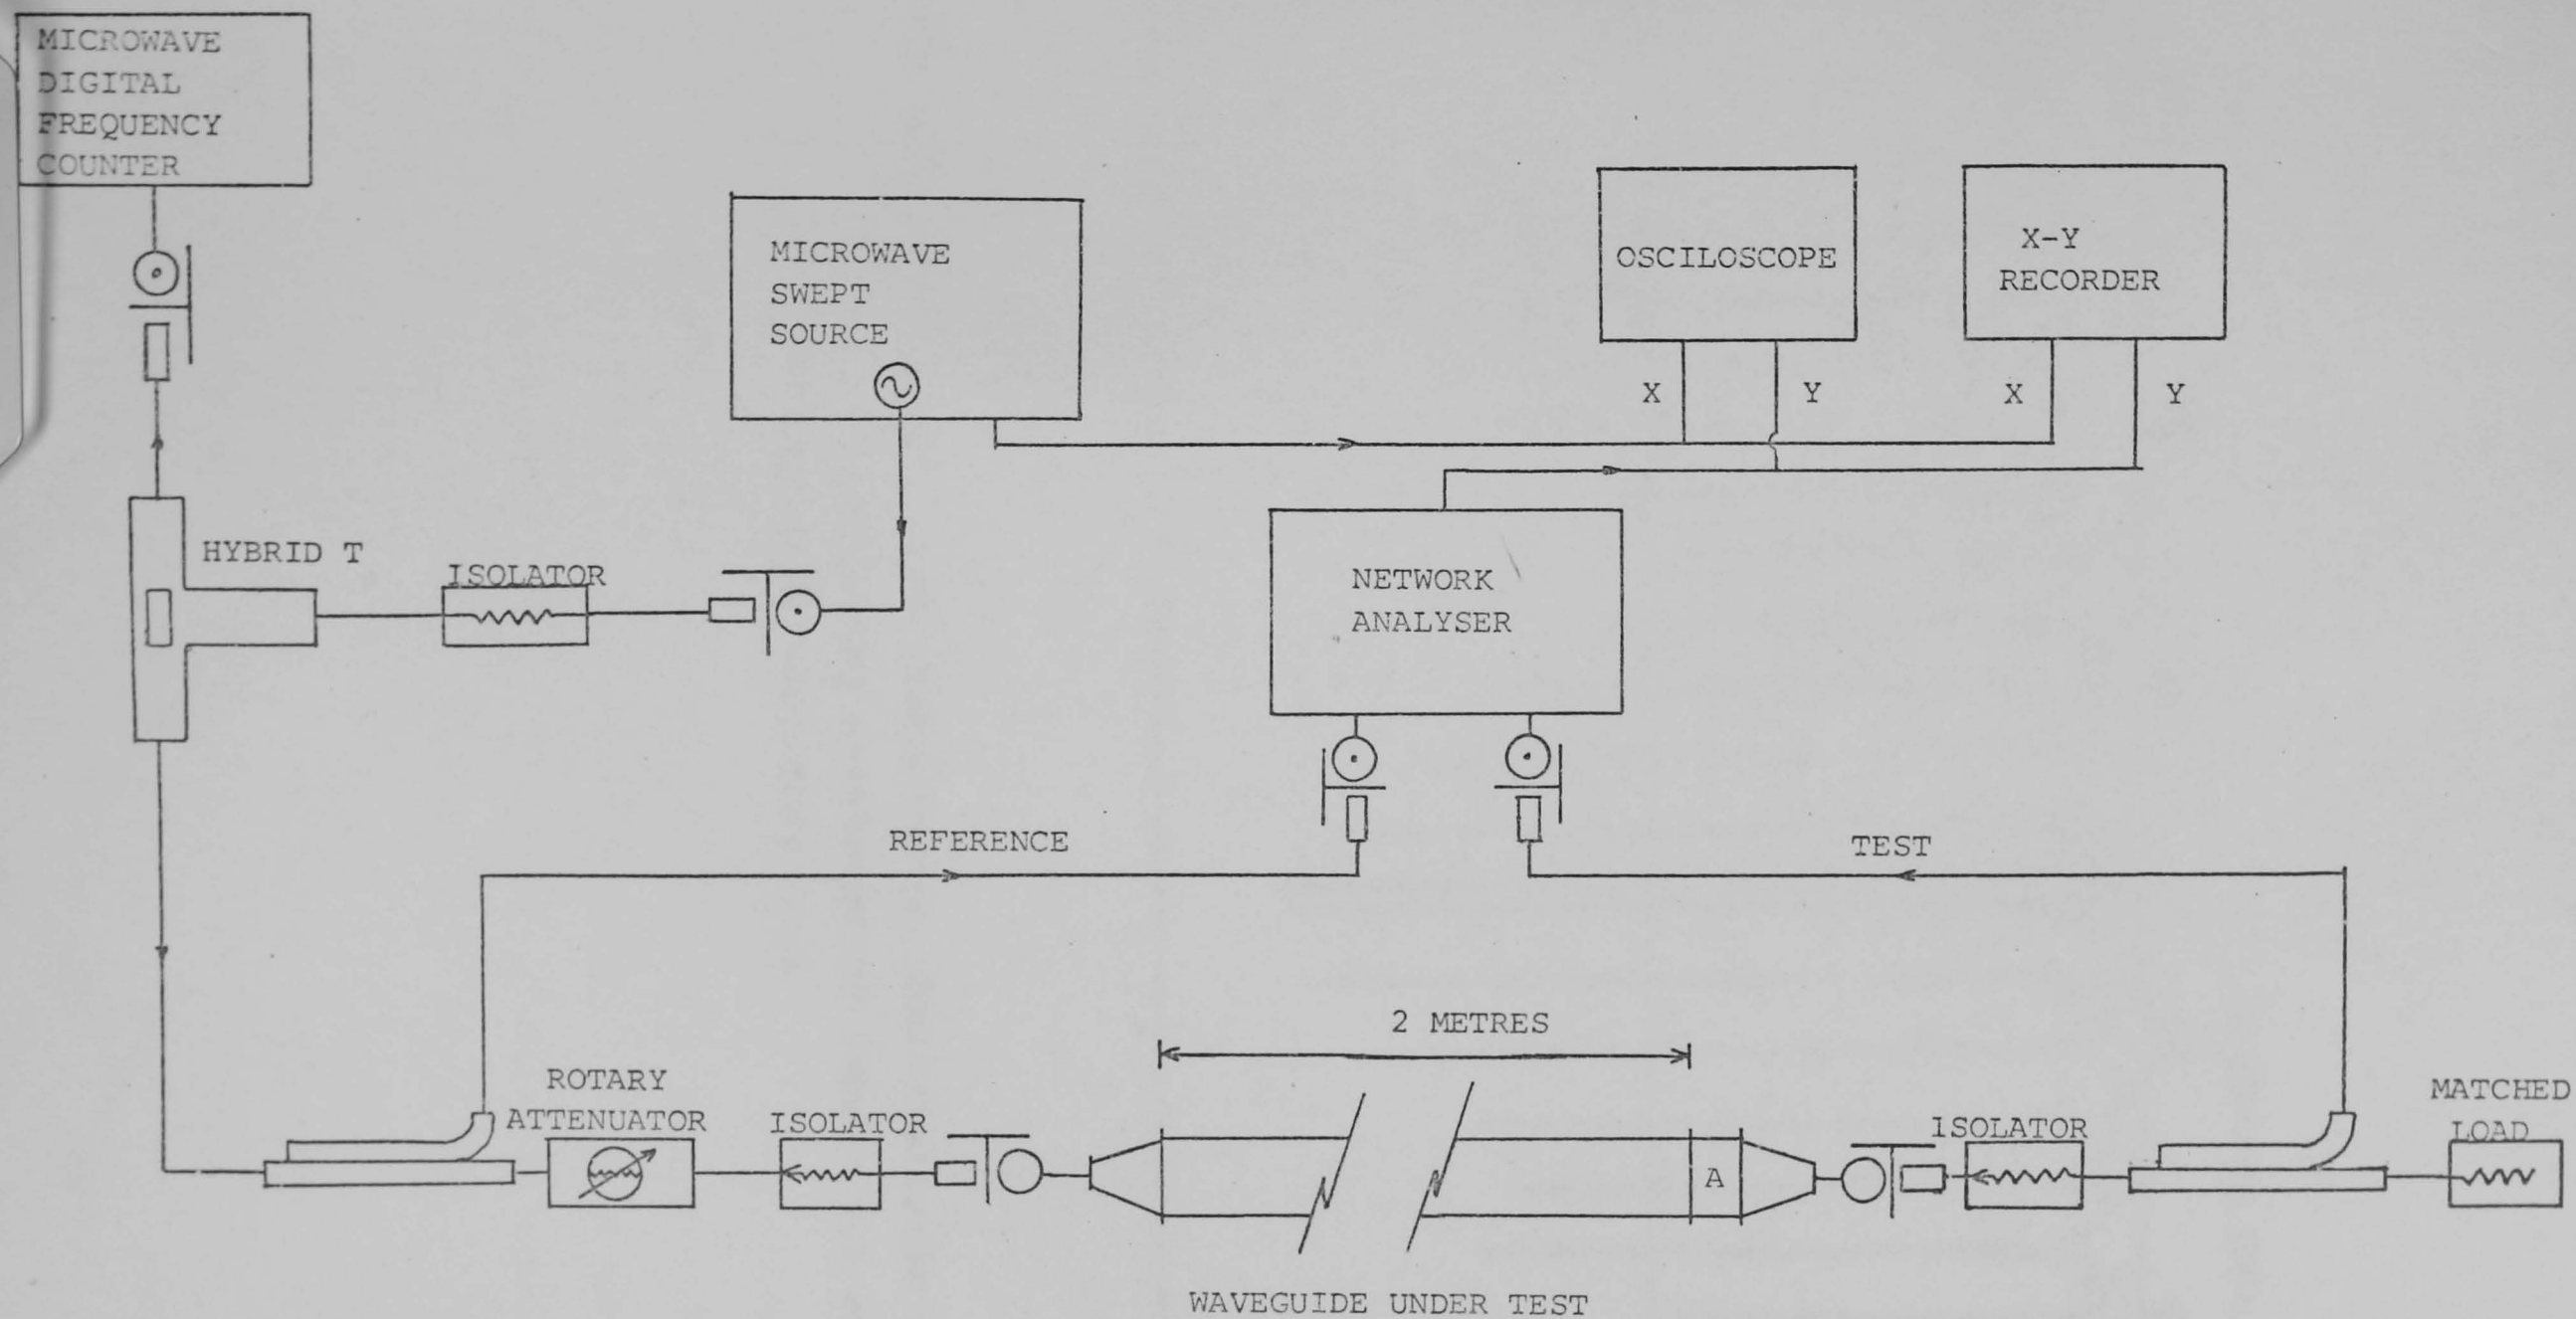 MICROWAVE
DIGITAL
FREQUENCY
COUNTER
MICROWAVE
SWEPT
SOURCE
OSCILOSCOPE
X-Y
RECORDER
X
Y
X
Y
HYBRID T
ISOLATOR
NETWORK
ANALYSER
REFERENCE
TEST
2 METRES
ROTARY
ATTENUATOR
ISOLATOR
A
ISOLATOR
MATCHED
LOAD
WAVEGUIDE UNDER TEST